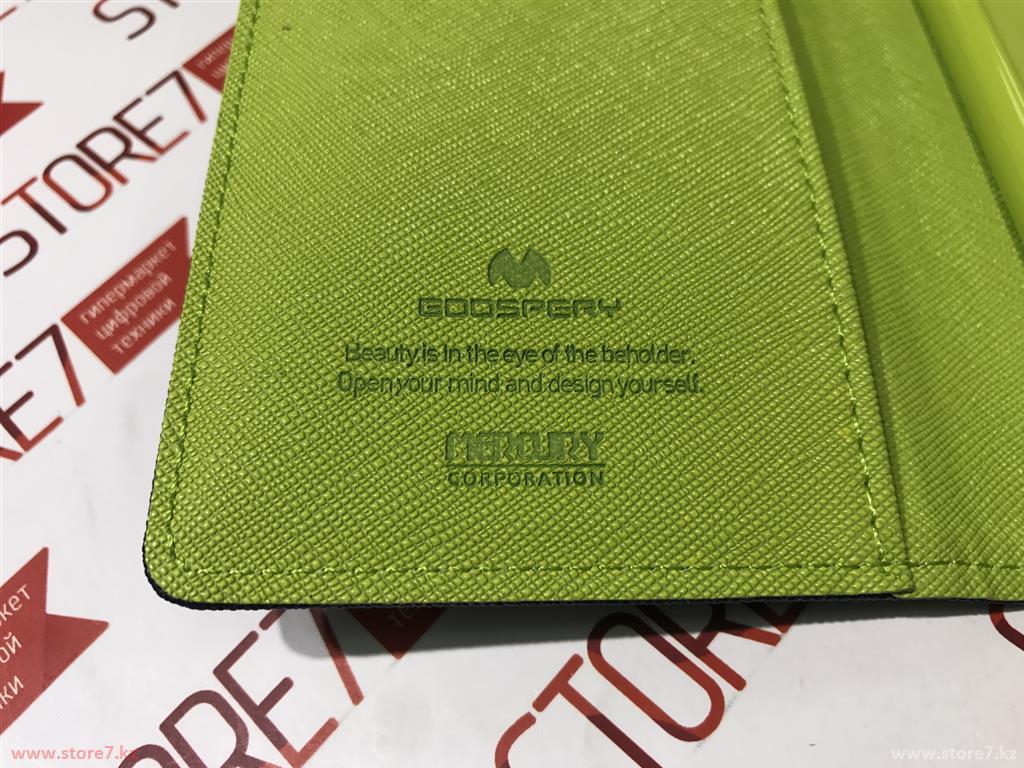 STORE7
GOOSPERY
Beauty is in the eye of the beholder.
Open your mind and design yourself.
MERCURY
CORPORATION
гипермаркет
цифровой
техники
STORE7
STORE
www.store7.kz
www.store7.kz